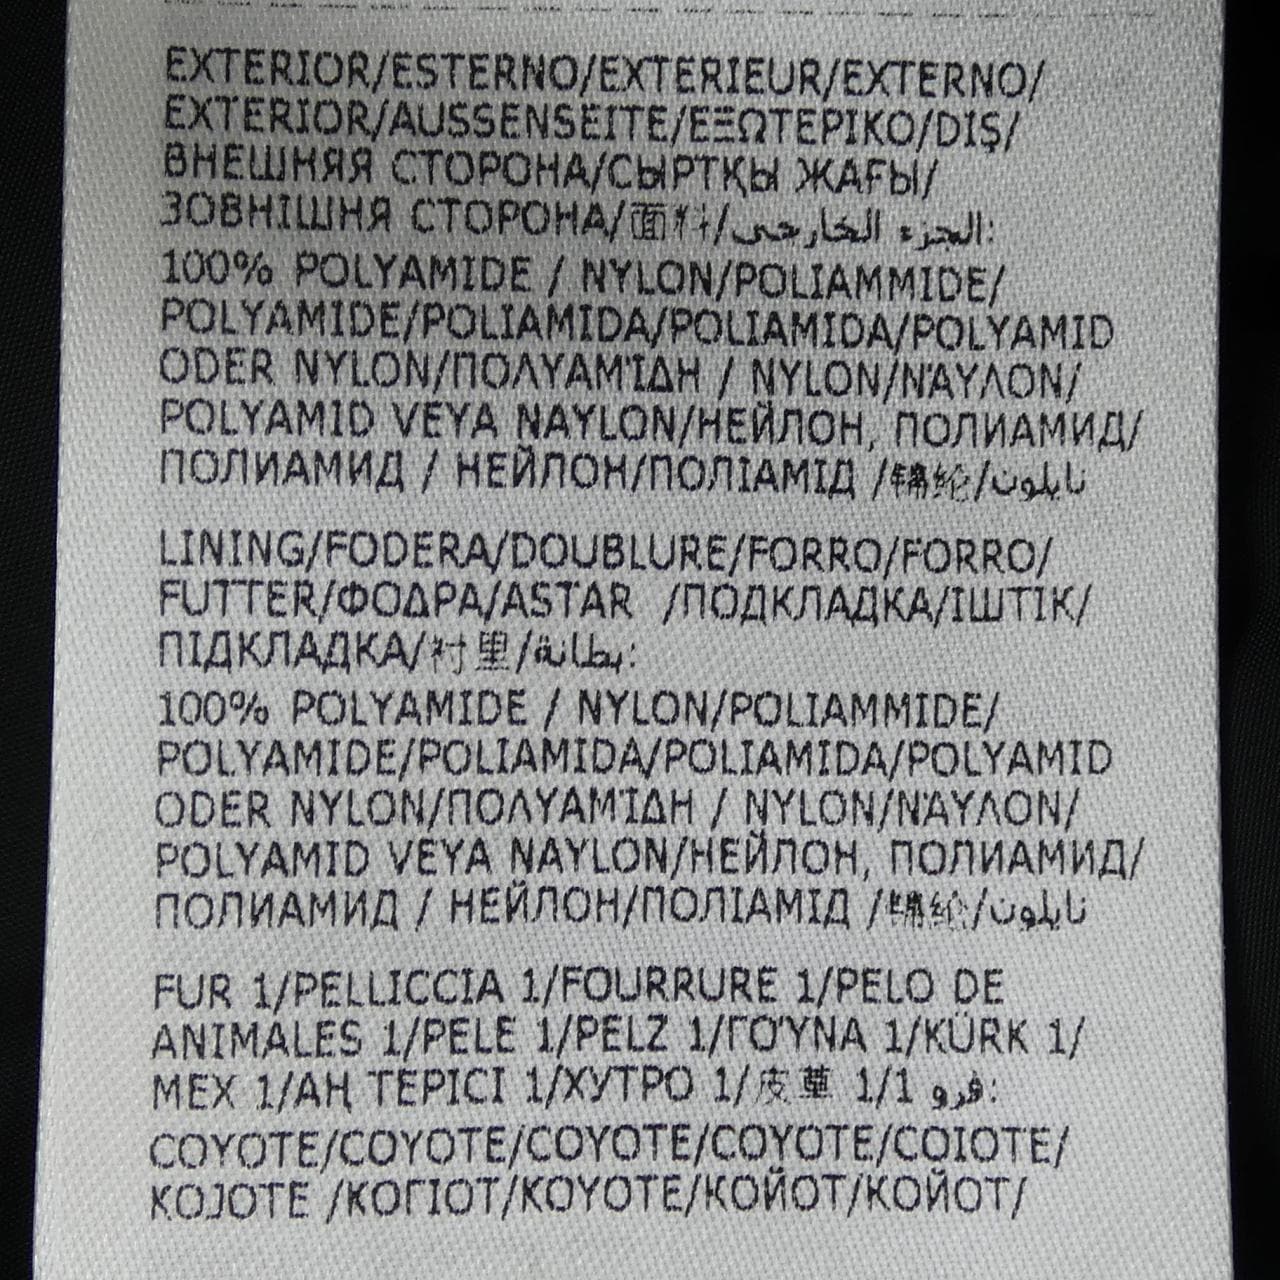 EXTERIOR/ESTERNO/EXTERIEUR/EXTERNO/
EXTERIOR/AUSSENSEITE/ΕΞΩΤΕΡΙΚΟ/DIŞ/
ВНЕШНЯЯ СТОРОНА/СЫРТҚЫ ЖАҒЫ/
ЗОВНІШНЯ СТОРОНА/面料/الجزء الخارجي:
100% POLYAMIDE / NYLON/POLIAMMIDE/
POLYAMIDE/POLIAMIDA/POLIAMIDA/POLYAMID
ODER NYLON/ΠΟΛΥΑΜΊΔΗ / NYLON/ΝΆΥΛΟΝ/
POLYAMID VEYA NAYLON/НЕЙЛОН, ПОЛИАМИД/
ПОЛИАМИД / НЕЙЛОН/ПОЛІАМІД /锦纶/نايلون
LINING/FODERA/DOUBLURE/FORRO/FORRO/
FUTTER/ΦΟΔΡΑ/ASTAR /ПОДКЛАДКА/ІШТІК/
ПІДКЛАДКА/衬里/بطانة:
100% POLYAMIDE / NYLON/POLIAMMIDE/
POLYAMIDE/POLIAMIDA/POLIAMIDA/POLYAMID
ODER NYLON/ΠΟΛΥΑΜΊΔΗ / NYLON/ΝΆΥΛΟΝ/
POLYAMID VEYA NAYLON/НЕЙЛОН, ПОЛИАМИД/
ПОЛИАМИД / НЕЙЛОН/ПОЛІАМІД /锦纶/نايلون
FUR 1/PELLICCIA 1/FOURRURE 1/PELO DE
ANIMALES 1/PELE 1/PELZ 1/ΓΟΎΝΑ 1/KÜRK 1/
МЕХ 1/АҢ ТЕРІСІ 1/ХУТРО 1/皮草 1/1 فرو:
COYOTE/COYOTE/COYOTE/COYOTE/COIOTE/
KOJOTE /ΚΟΓΙΟΤ/KOYOTE/КОЙОТ/КОЙОТ/